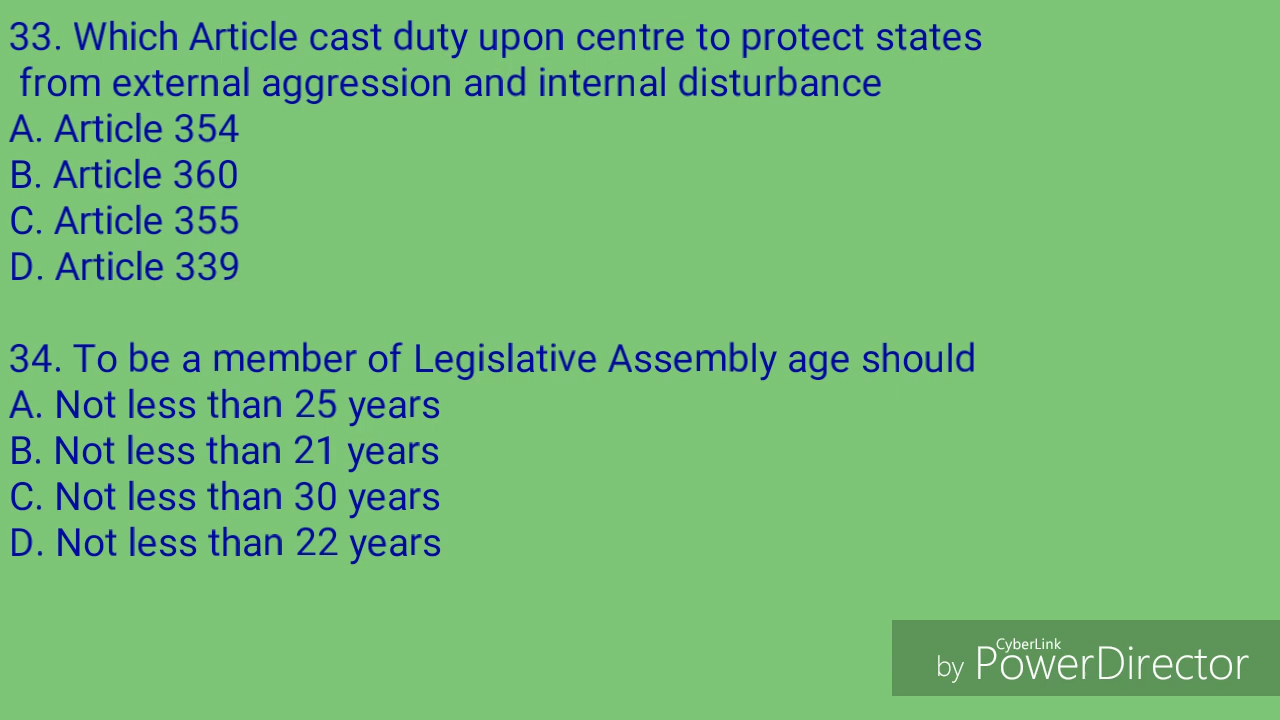 33. Which Article cast duty upon centre to protect states
from external aggression and internal disturbance
A. Article 354
B. Article 360
C. Article 355
D. Article 339
34. To be a member of Legislative Assembly age should
A. Not less than 25 years
B. Not less than 21 years
C. Not less than 30 years
D. Not less than 22 years
CyberLink
by PowerDirector